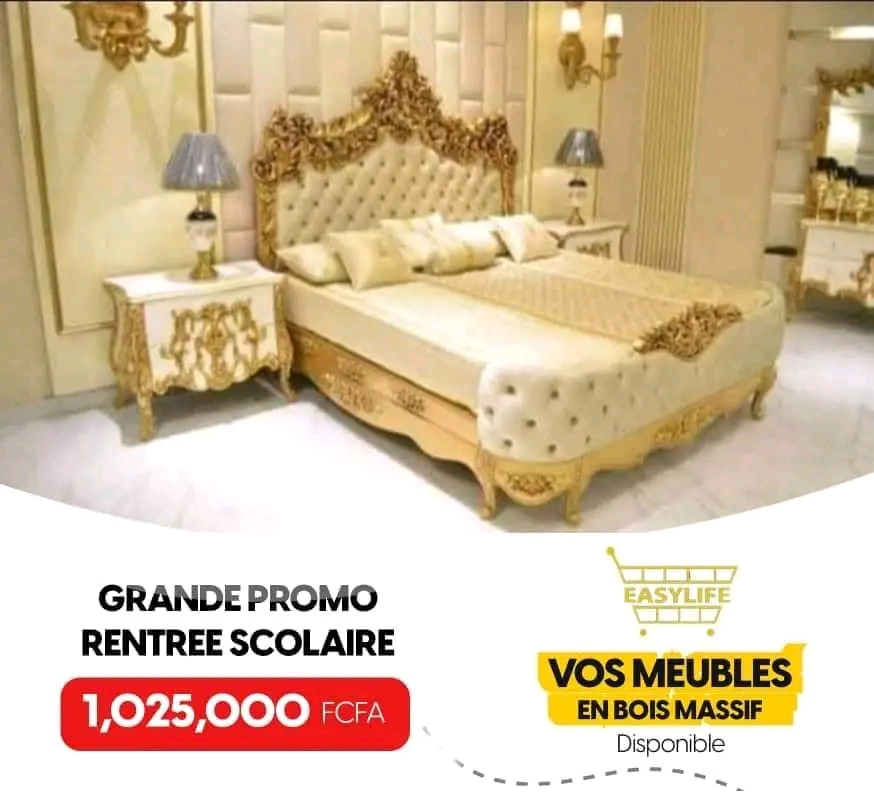 GRANDE PROMO
RENTREE SCOLAIRE
1,025,000 FCFA
EASYLIFE
VOS MEUBLES
EN BOIS MASSIF
Disponible